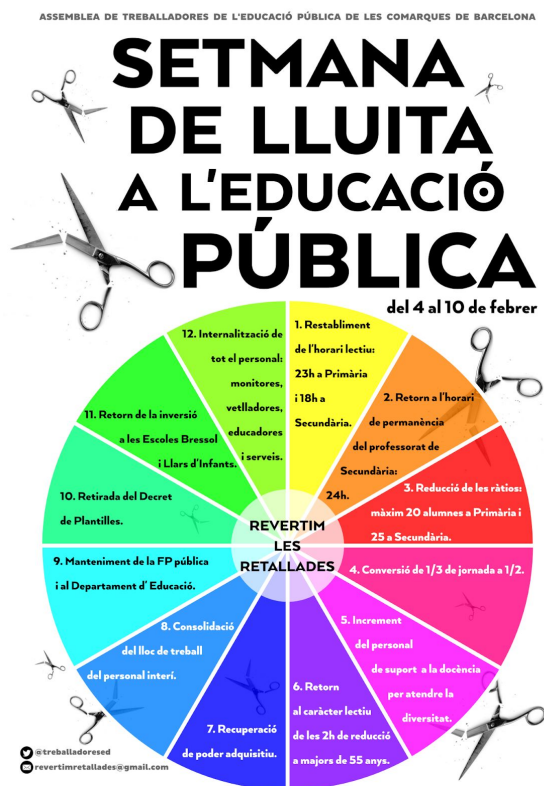 ASSEMBLEA DE TREBALLADORES DE L'EDUCACIÓ PÚBLICA DE LES COMARQUES DE BARCELONA
SETMANA
DE LLUITA
A L'EDUCACIÓ
PÚBLICA
del 4 al 10 de febrer
1. Restabliment
de l'horari lectiu:
23h a Primària
i 18h a
Secundària.
2. Retorn a l'horari
de permanència
del professorat de
Secundària:
24h.
3. Reducció de les ràtios:
màxim 20 alumnes a Primària i
25 a Secundària.
4. Conversió de 1/3 de jornada a 1/2.
5. Increment
del personal
de suport a la docència
per atendre la
diversitat.
6. Retorn
al caràcter lectiu
de les 2h de reducció
a majors de 55 anys.
7. Recuperació
de poder adquisitiu.
8. Consolidació
del lloc de treball
del personal interí.
9. Manteniment de la FP pública
i al Departament d' Educació.
10. Retirada del Decret
de Plantilles.
11. Retorn de la inversió
a les Escoles Bressol
i Llars d'Infants.
12. Internalització de
tot el personal:
monitores,
vetlladores,
educadores
i serveis.
REVERTIM
LES
RETALLADES
@treballadoresed
revertimretallades@gmail.com